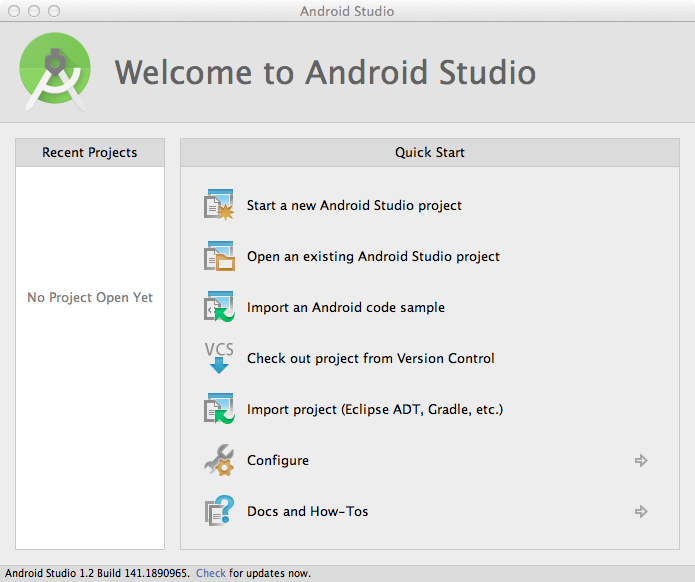 Android Studio
Welcome to Android Studio
Recent Projects
No Project Open Yet
Quick Start
Start a new Android Studio project
Open an existing Android Studio project
Import an Android code sample
VCS
Check out project from Version Control
Import project (Eclipse ADT, Gradle, etc.)
Configure
Docs and How-Tos
Android Studio 1.2 Build 141.1890965. Check for updates now.